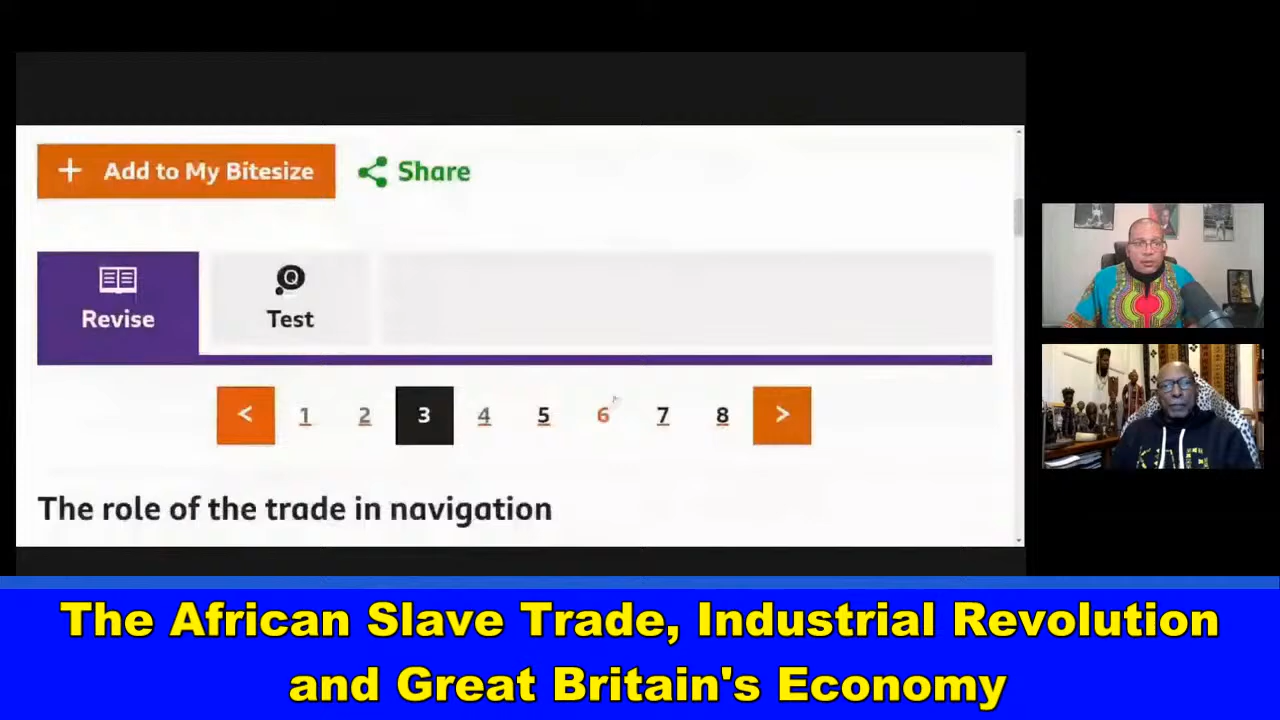 + Add to My Bitesize
Share
Revise
Q
Test
< 1 2 3 4 5 6 7 8 >
The role of the trade in navigation
The African Slave Trade, Industrial Revolution
and Great Britain's Economy